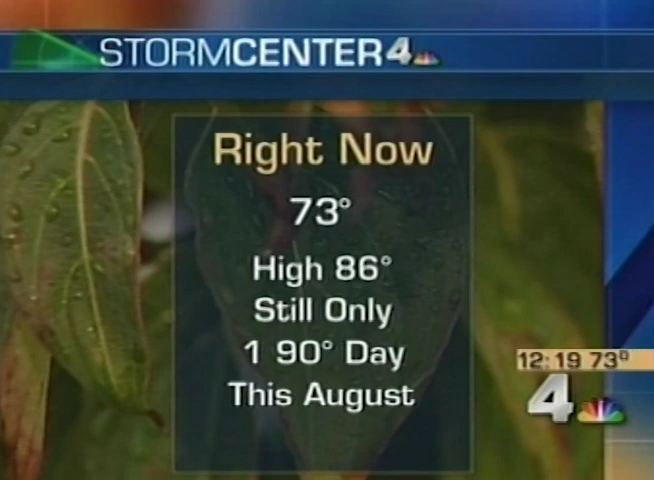 STORMCENTER4
Right Now
73°
High 86°
Still Only
1 90° Day
This August
12:19 73°
4